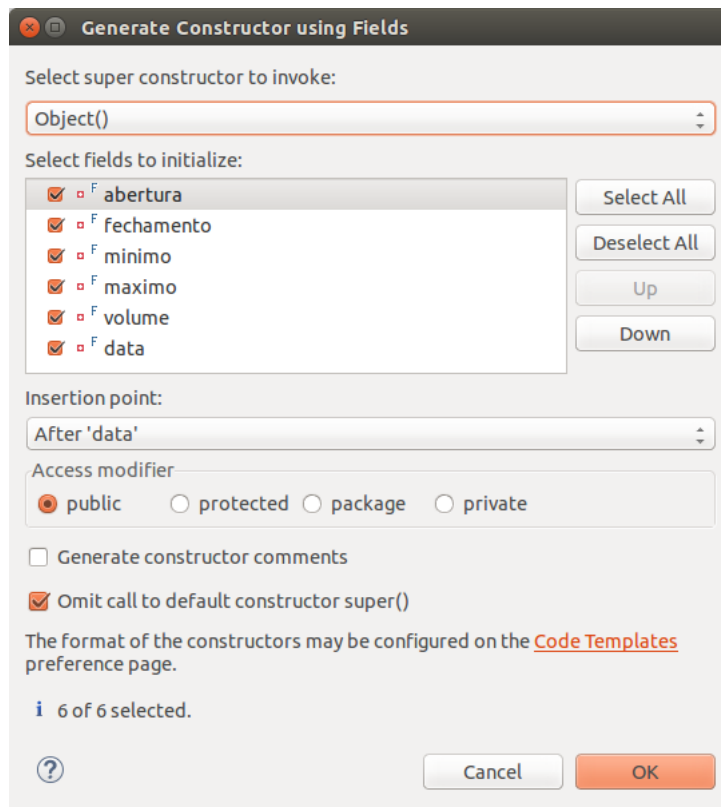 Generate Constructor using Fields
Select super constructor to invoke:
Object()
Select fields to initialize:
F abertura
F fechamento
F minimo
F maximo
F volume
F data
Select All
Deselect All
Up
Down
Insertion point:
After 'data'
Access modifier
public protected package private
Generate constructor comments
Omit call to default constructor super()
The format of the constructors may be configured on the Code Templates
preference page.
i 6 of 6 selected.
? Cancel OK